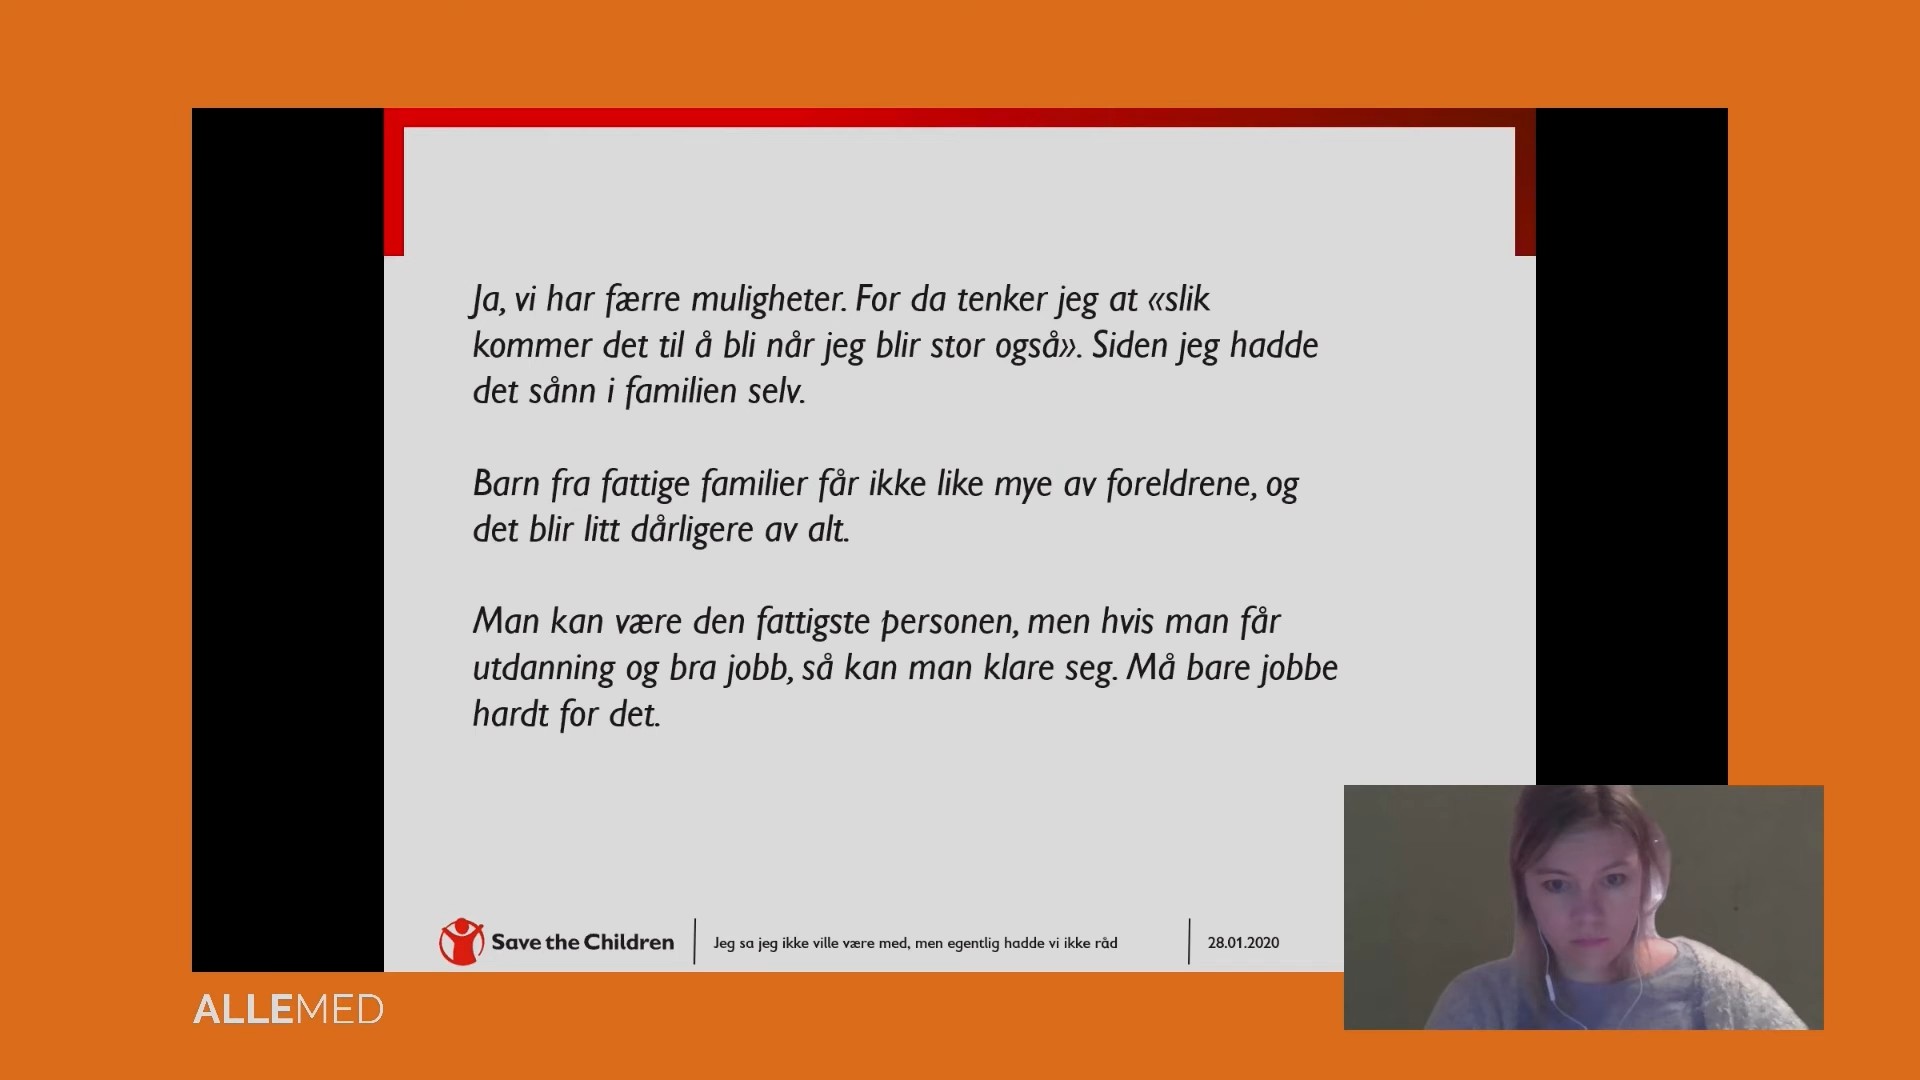 Ja, vi har færre muligheter. For da tenker jeg at «slik
kommer det til å bli når jeg blir stor også». Siden jeg hadde
det sånn i familien selv.
Barn fra fattige familier får ikke like mye av foreldrene, og
det blir litt dårligere av alt.
Man kan være den fattigste personen, men hvis man får
utdanning og bra jobb, så kan man klare seg. Må bare jobbe
hardt for det.
Save the Children
Jeg sa jeg ikke ville være med, men egentlig hadde vi ikke råd
28.01.2020
ALLEMED